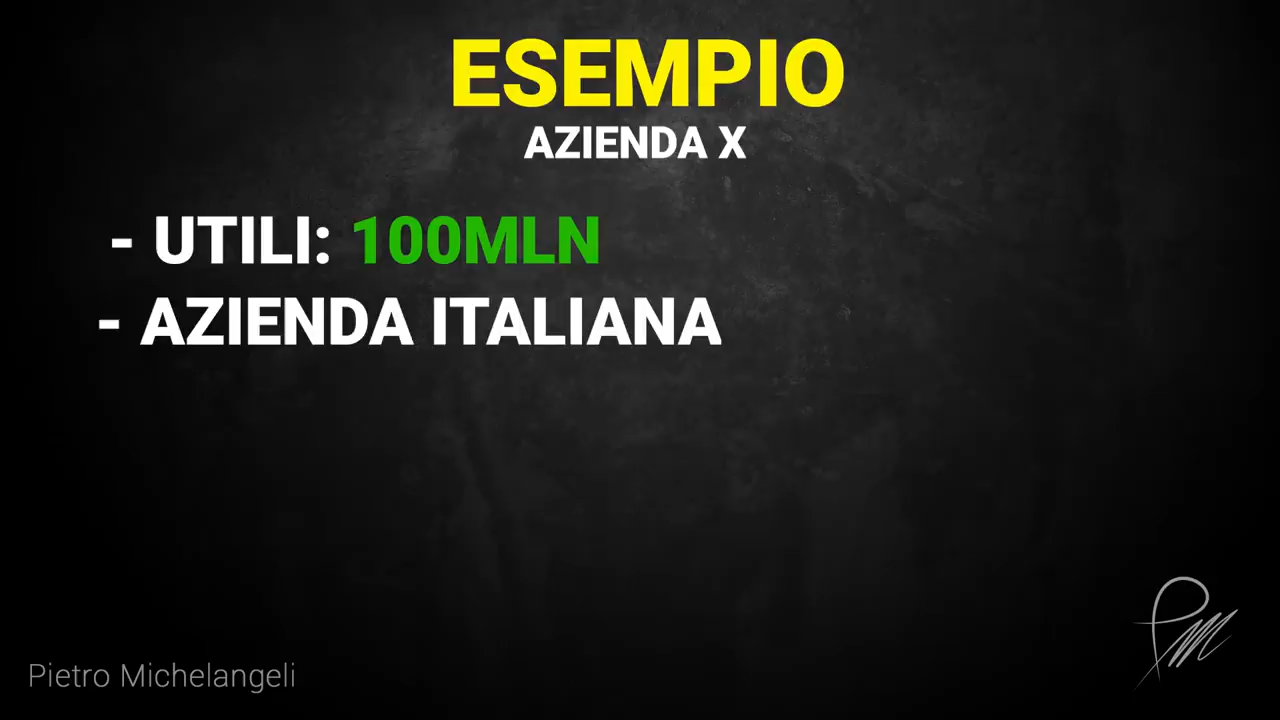 ESEMPIO
AZIENDA X
- UTILI: 100MLN
- AZIENDA ITALIANA
Pietro Michelangeli